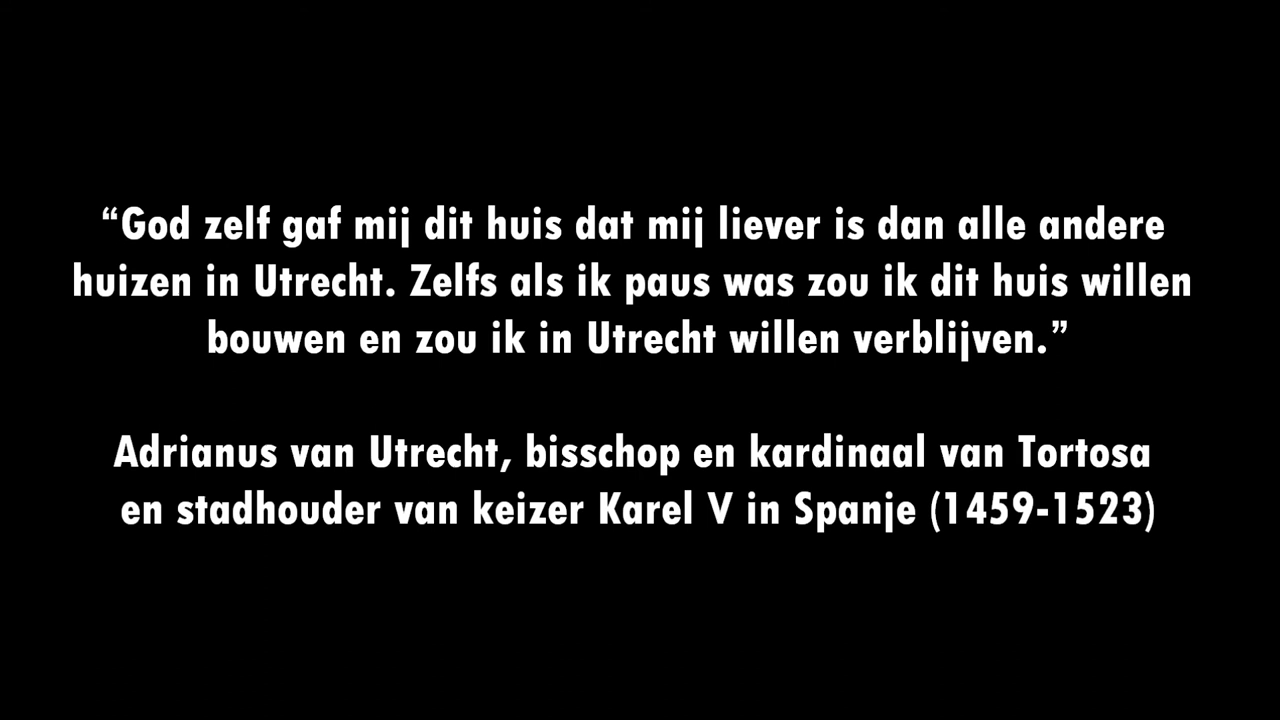 “God zelf gaf mij dit huis dat mij liever is dan alle andere
huizen in Utrecht. Zelfs als ik paus was zou ik dit huis willen
bouwen en zou ik in Utrecht willen verblijven.”
Adrianus van Utrecht, bisschop en kardinaal van Tortosa
en stadhouder van keizer Karel V in Spanje (1459-1523)